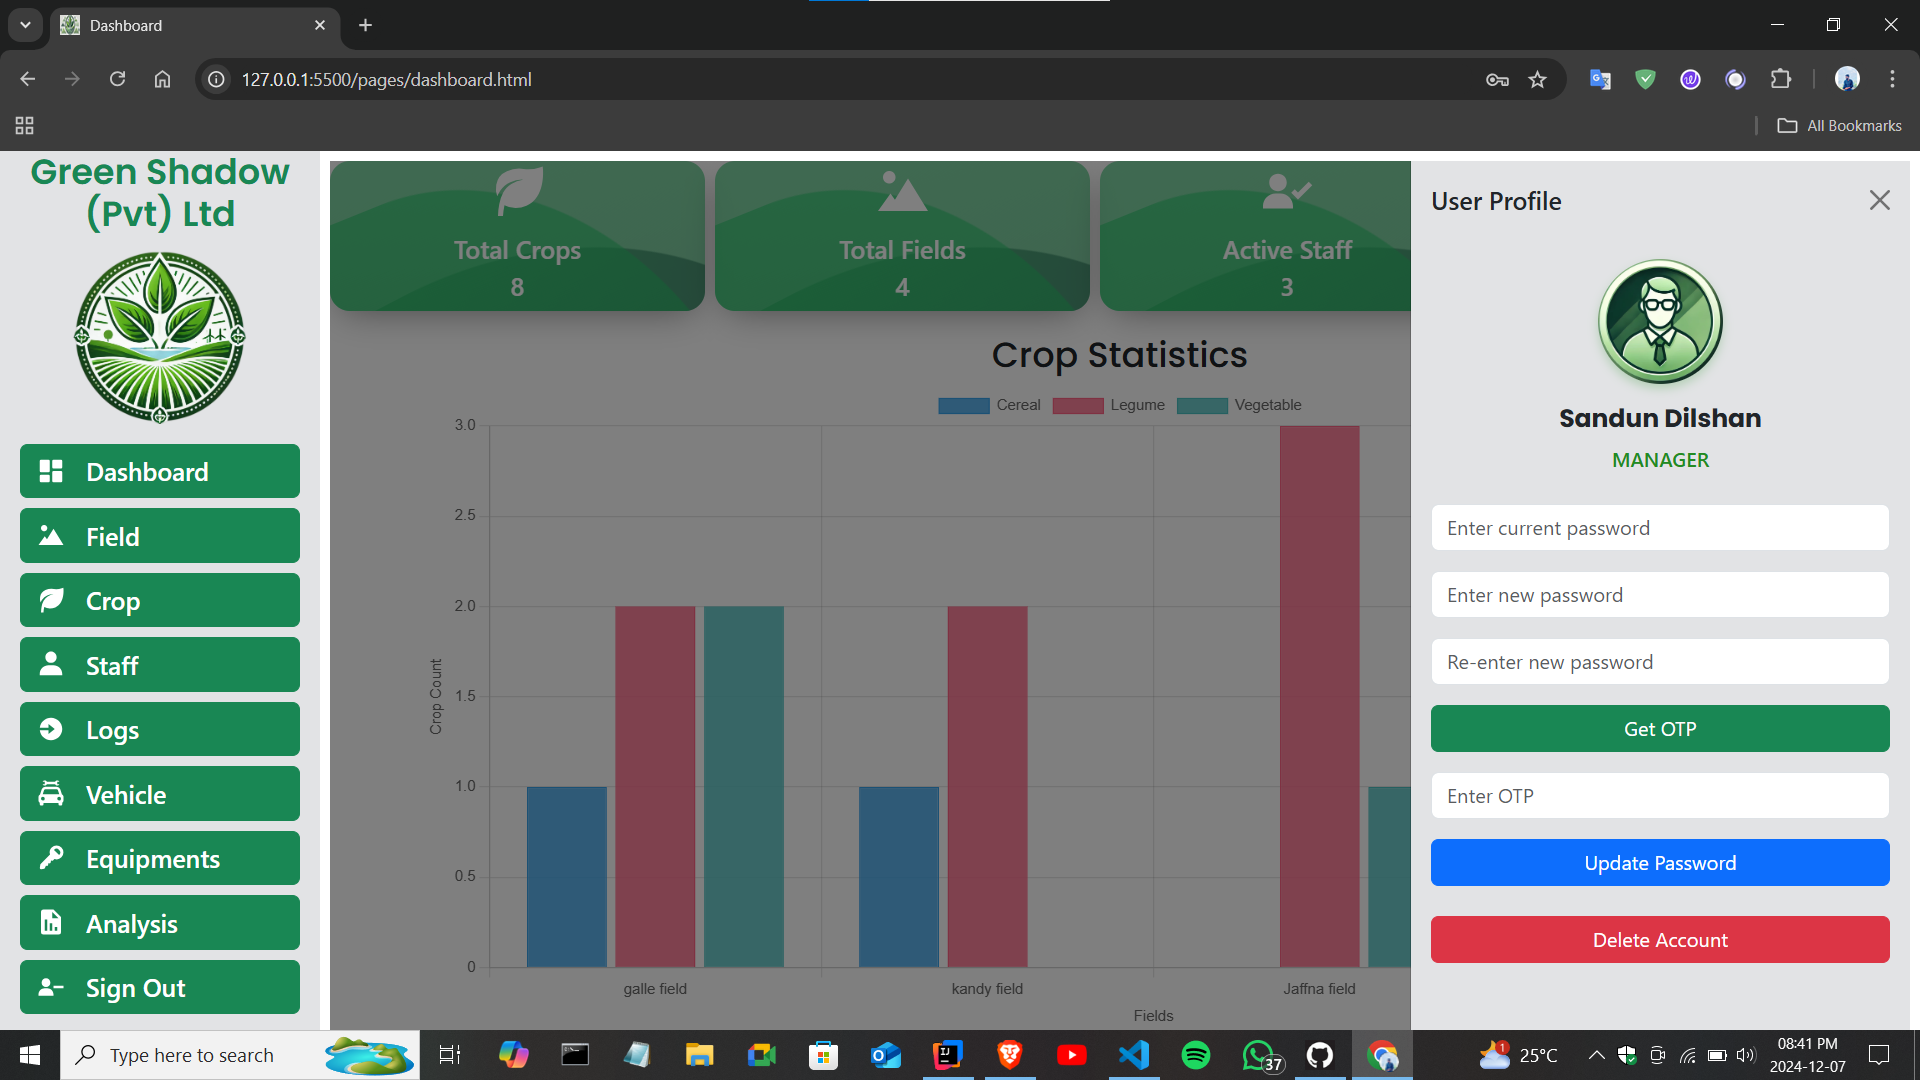 Dashboard
127.0.0.1:5500/pages/dashboard.html
All Bookmarks
Green Shadow
(Pvt) Ltd
Dashboard
Field
Crop
Staff
Logs
Vehicle
Equipments
Analysis
Sign Out
Total Crops
8
Total Fields
4
Active Staff
3
Crop Statistics
Cereal Legume Vegetable
3.0
2.5
2.0
1.5
1.0
0.5
0
Crop Count
galle field kandy field Jaffna field
Fields
User Profile
Sandun Dilshan
MANAGER
Enter current password
Enter new password
Re-enter new password
Get OTP
Enter OTP
Update Password
Delete Account
Type here to search
37
1
25°C
08:41 PM
2024-12-07